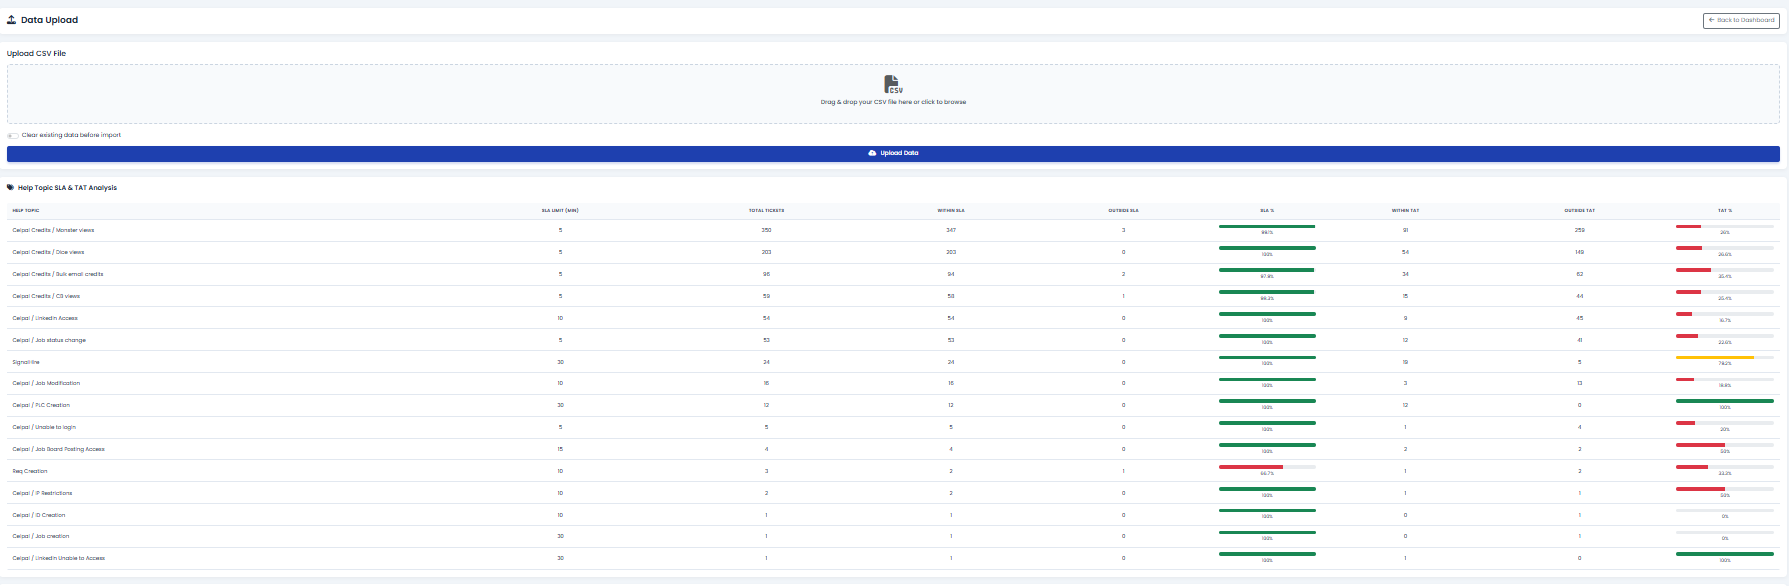 Data Upload
Back to Dashboard
Upload CSV File
CSV
Drag & drop your CSV file here or click to browse
Clear existing data before import
Upload Data
Help Topic SLA & TAT Analysis
HELP TOPIC SLA LIMIT (MIN) TOTAL TICKETS WITHIN SLA OUTSIDE SLA SLA % WITHIN TAT OUTSIDE TAT TAT %
Ceipal Credits / Monster views 5 350 347 3 99.1% 91 259 26%
Ceipal Credits / Dice views 5 203 203 0 100% 54 149 26.6%
Ceipal Credits / Bulk email credits 5 96 94 2 97.9% 34 62 35.4%
Ceipal Credits / CB views 5 59 58 1 98.3% 15 44 25.4%
Ceipal / Linkedin Access 10 54 54 0 100% 9 45 16.7%
Ceipal / Job status change 5 53 53 0 100% 12 41 22.6%
SignalHire 30 24 24 0 100% 19 5 79.2%
Ceipal / Job Modification 10 16 16 0 100% 3 13 18.8%
Ceipal / PLC Creation 30 12 12 0 100% 12 0 100%
Ceipal / Unable to login 5 5 5 0 100% 1 4 20%
Ceipal / Job Board Posting Access 15 4 4 0 100% 2 2 50%
Req Creation 10 3 2 1 66.7% 1 2 33.3%
Ceipal / IP Restrictions 10 2 2 0 100% 1 1 50%
Ceipal / ID Creation 10 1 1 0 100% 0 1 0%
Ceipal / Job creation 30 1 1 0 100% 0 1 0%
Ceipal / Linkedin Unable to Access 30 1 1 0 100% 1 0 100%